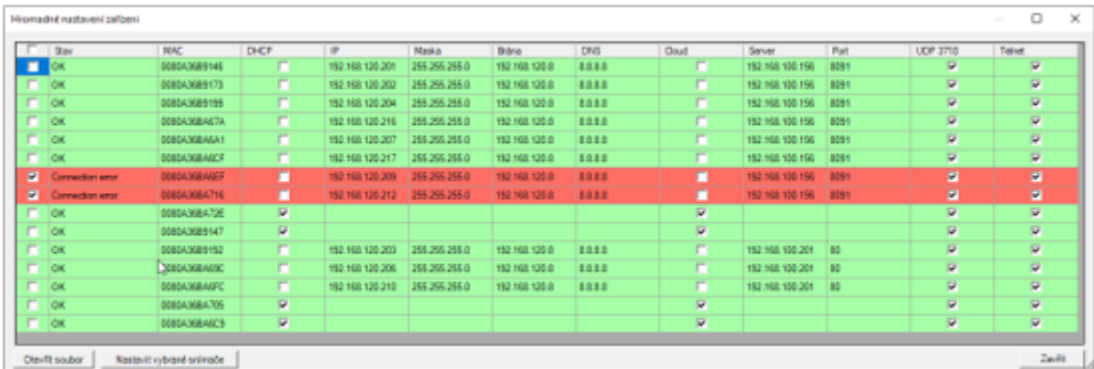 Hromadné nastavení zařízení
Stav MAC DHCP IP Maska Brána DNS Cloud Server Port UDP 3718 Telnet
OK 0080A36B9146 192.168.120.201 255.255.255.0 192.168.120.8 8.8.8.8 192.168.100.156 8091
OK 0080A36B9173 192.168.120.202 255.255.255.0 192.168.120.8 8.8.8.8 192.168.100.156 8091
OK 0080A36B9199 192.168.120.204 255.255.255.0 192.168.120.8 8.8.8.8 192.168.100.156 8091
OK 0080A36BA67A 192.168.120.216 255.255.255.0 192.168.120.8 8.8.8.8 192.168.100.156 8091
OK 0080A36BA6A1 192.168.120.207 255.255.255.0 192.168.120.8 8.8.8.8 192.168.100.156 8091
OK 0080A36BA6CF 192.168.120.217 255.255.255.0 192.168.120.8 8.8.8.8 192.168.100.156 8091
Connection error 0080A36BA6EF 192.168.120.209 255.255.255.0 192.168.120.8 8.8.8.8 192.168.100.156 8091
Connection error 0080A36BA716 192.168.120.212 255.255.255.0 192.168.120.8 8.8.8.8 192.168.100.156 8091
OK 0080A36BA72E
OK 0080A36B9147
OK 0080A36B9192 192.168.120.203 255.255.255.0 192.168.120.8 8.8.8.8 192.168.100.201 80
OK 0080A36BA69C 192.168.120.206 255.255.255.0 192.168.120.8 8.8.8.8 192.168.100.201 80
OK 0080A36BA6FC 192.168.120.210 255.255.255.0 192.168.120.8 8.8.8.8 192.168.100.201 80
OK 0080A36BA705
OK 0080A36BA6C9
Otevřít soubor Nastavit vybrané snímače Zavřít